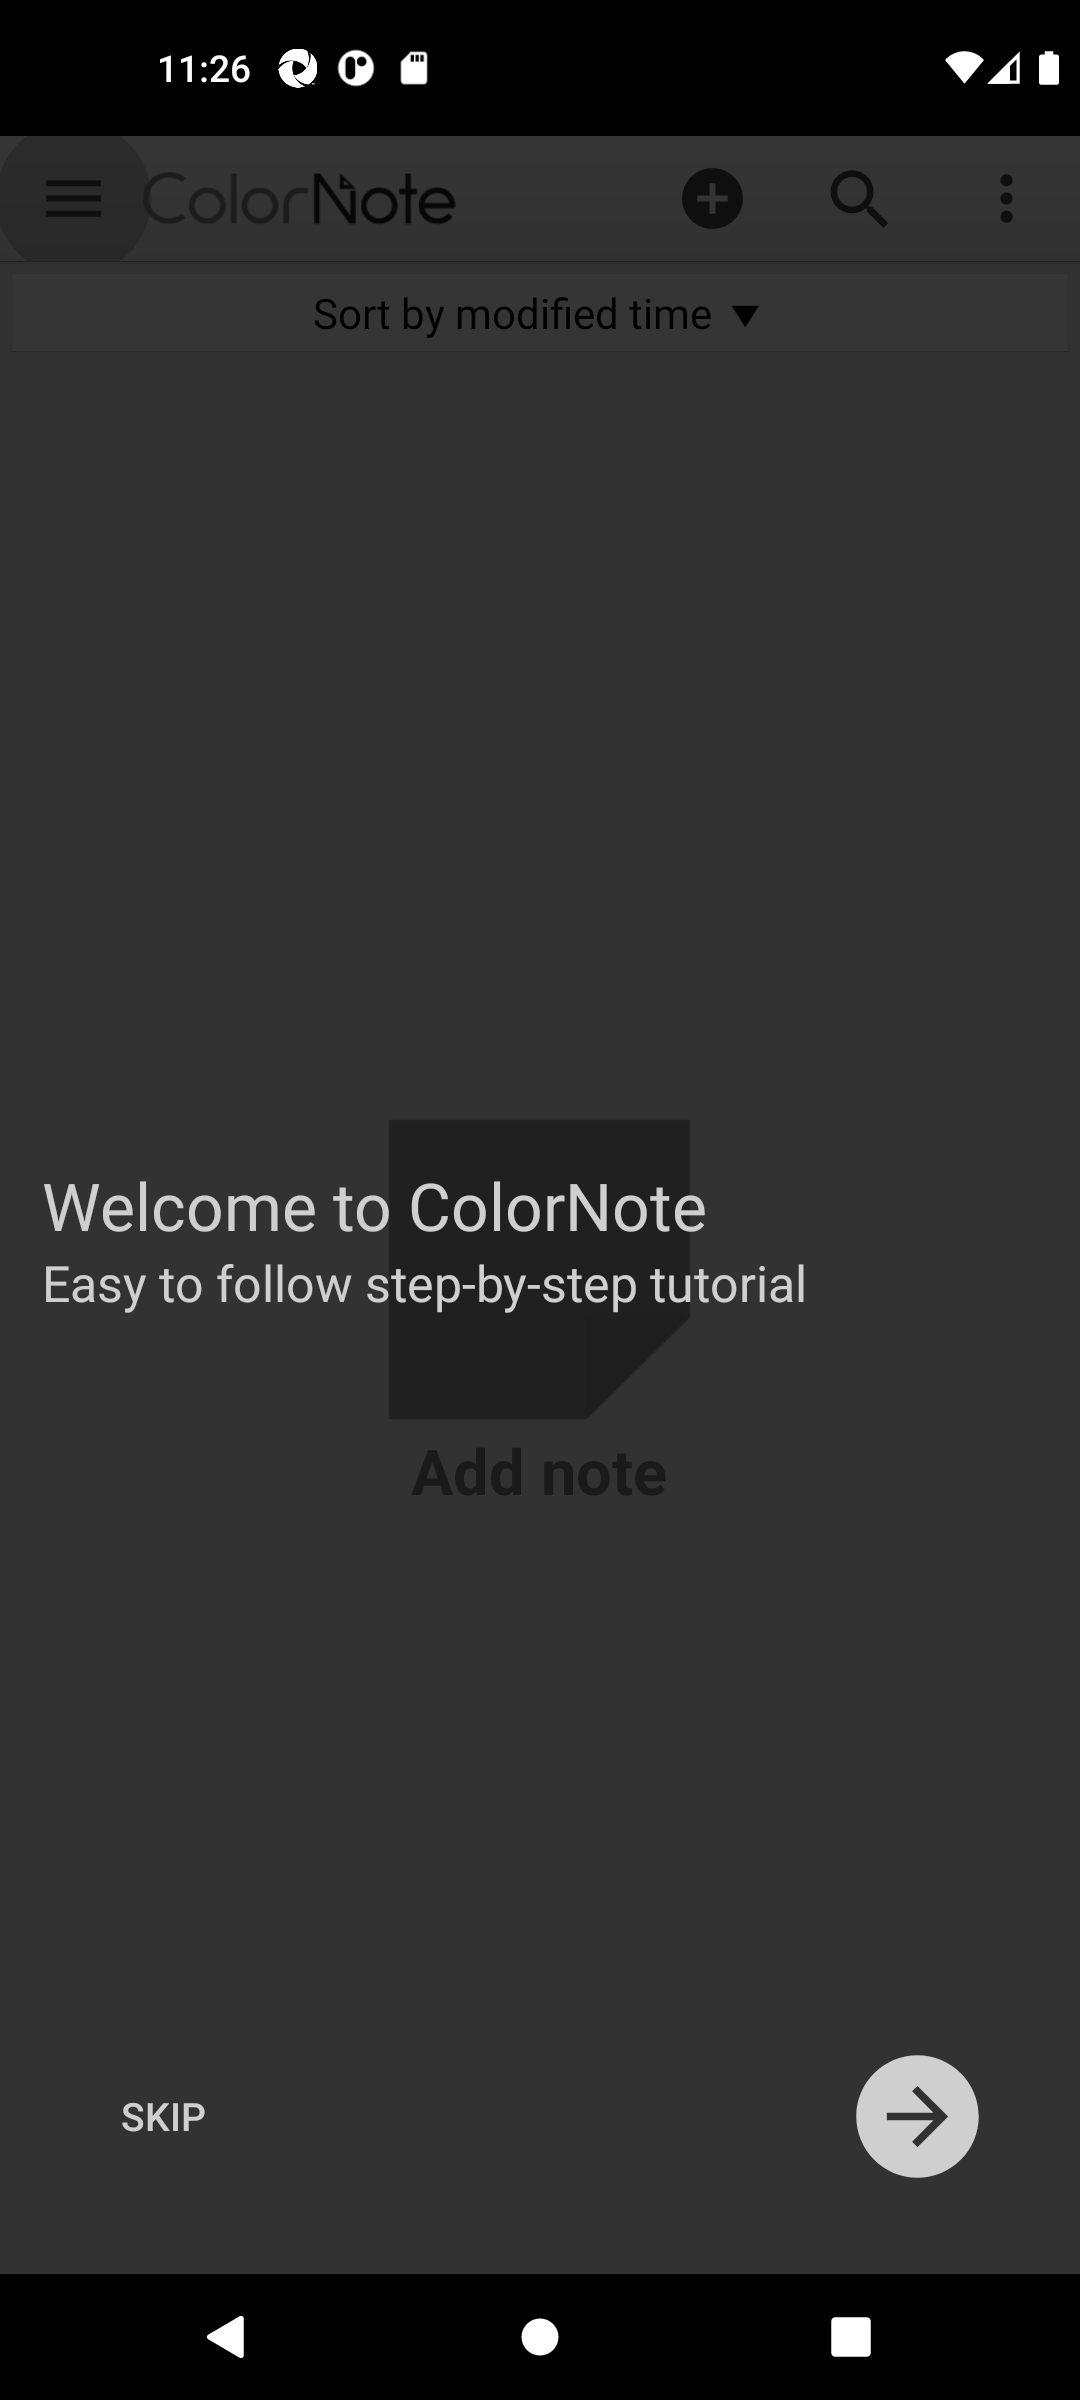 11:26
ColorNote
Sort by modified time
Welcome to ColorNote
Easy to follow step-by-step tutorial
Add note
SKIP